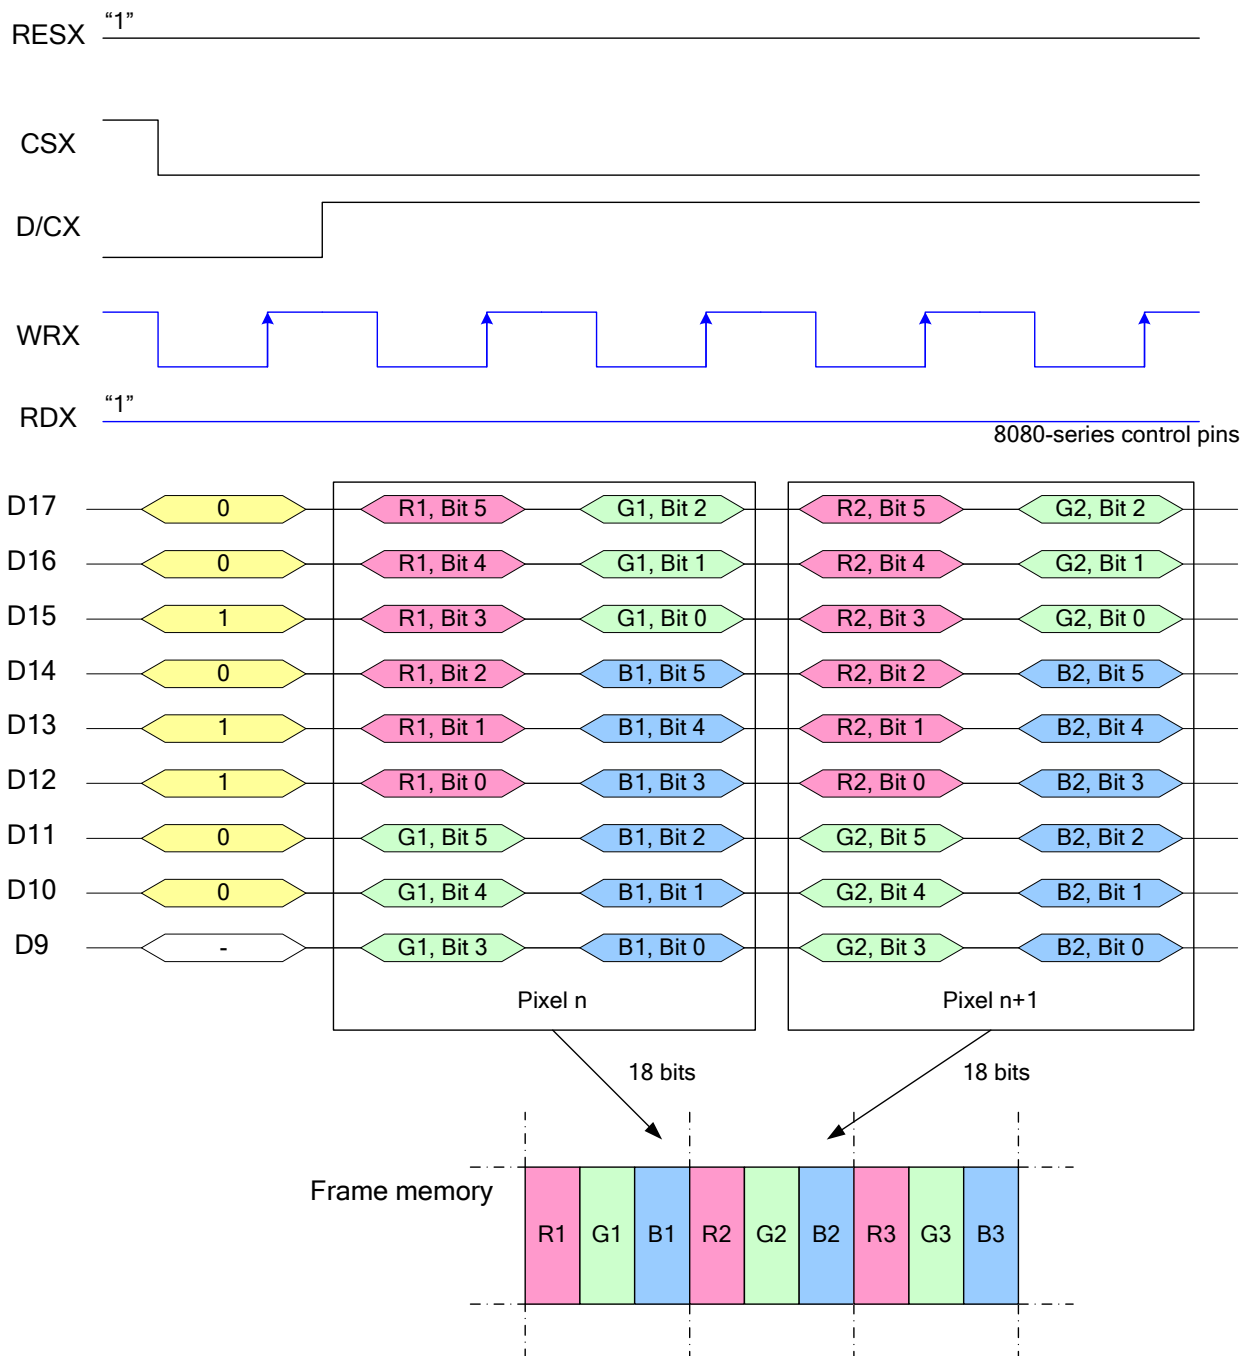 RESX “1”
CSX
D/CX
WRX
RDX “1”
8080-series control pins
D17 0 R1, Bit 5 G1, Bit 2 R2, Bit 5 G2, Bit 2
D16 0 R1, Bit 4 G1, Bit 1 R2, Bit 4 G2, Bit 1
D15 1 R1, Bit 3 G1, Bit 0 R2, Bit 3 G2, Bit 0
D14 0 R1, Bit 2 B1, Bit 5 R2, Bit 2 B2, Bit 5
D13 1 R1, Bit 1 B1, Bit 4 R2, Bit 1 B2, Bit 4
D12 1 R1, Bit 0 B1, Bit 3 R2, Bit 0 B2, Bit 3
D11 0 G1, Bit 5 B1, Bit 2 G2, Bit 5 B2, Bit 2
D10 0 G1, Bit 4 B1, Bit 1 G2, Bit 4 B2, Bit 1
D9 - G1, Bit 3 B1, Bit 0 G2, Bit 3 B2, Bit 0
Pixel n Pixel n+1
18 bits 18 bits
Frame memory
R1 G1 B1 R2 G2 B2 R3 G3 B3